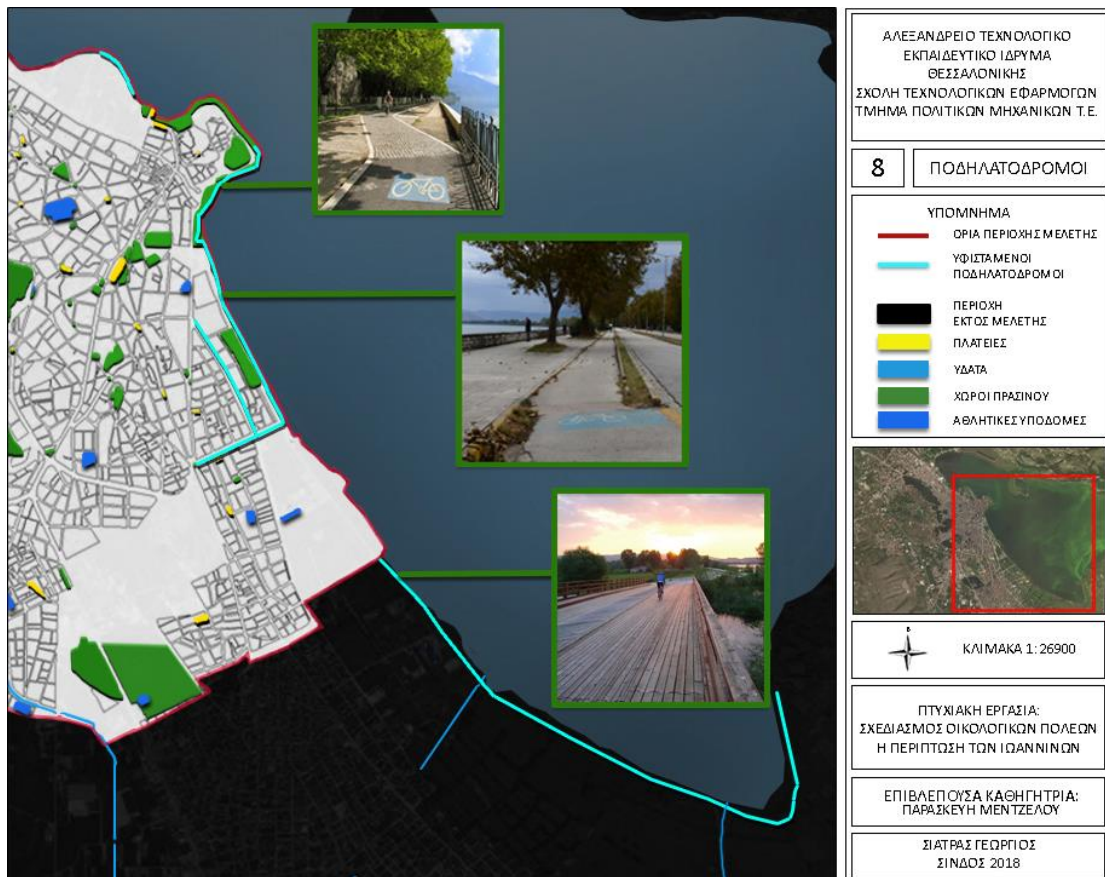 ΑΛΕΞΑΝΔΡΕΙΟ ΤΕΧΝΟΛΟΓΙΚΟ
ΕΚΠΑΙΔΕΥΤΙΚΟ ΙΔΡΥΜΑ
ΘΕΣΣΑΛΟΝΙΚΗΣ
ΣΧΟΛΗ ΤΕΧΝΟΛΟΓΙΚΩΝ ΕΦΑΡΜΟΓΩΝ
ΤΜΗΜΑ ΠΟΛΙΤΙΚΩΝ ΜΗΧΑΝΙΚΩΝ Τ.Ε.
8 ΠΟΔΗΛΑΤΟΔΡΟΜΟΙ
ΥΠΟΜΝΗΜΑ
ΟΡΙΑ ΠΕΡΙΟΧΗΣ ΜΕΛΕΤΗΣ
ΥΦΙΣΤΑΜΕΝΟΙ
ΠΟΔΗΛΑΤΟΔΡΟΜΟΙ
ΠΕΡΙΟΧΗ
ΕΚΤΟΣ ΜΕΛΕΤΗΣ
ΠΛΑΤΕΙΕΣ
ΥΔΑΤΑ
ΧΩΡΟΙ ΠΡΑΣΙΝΟΥ
ΑΘΛΗΤΙΚΕΣ ΥΠΟΔΟΜΕΣ
ΚΛΙΜΑΚΑ 1: 26900
ΠΤΥΧΙΑΚΗ ΕΡΓΑΣΙΑ:
ΣΧΕΔΙΑΣΜΟΣ ΟΙΚΟΛΟΓΙΚΩΝ ΠΟΛΕΩΝ
Η ΠΕΡΙΠΤΩΣΗ ΤΩΝ ΙΩΑΝΝΙΝΩΝ
ΕΠΙΒΛΕΠΟΥΣΑ ΚΑΘΗΓΗΤΡΙΑ:
ΠΑΡΑΣΚΕΥΗ ΜΕΝΤΖΕΛΟΥ
ΣΙΑΤΡΑΣ ΓΕΩΡΓΙΟΣ
ΣΙΝΔΟΣ 2018